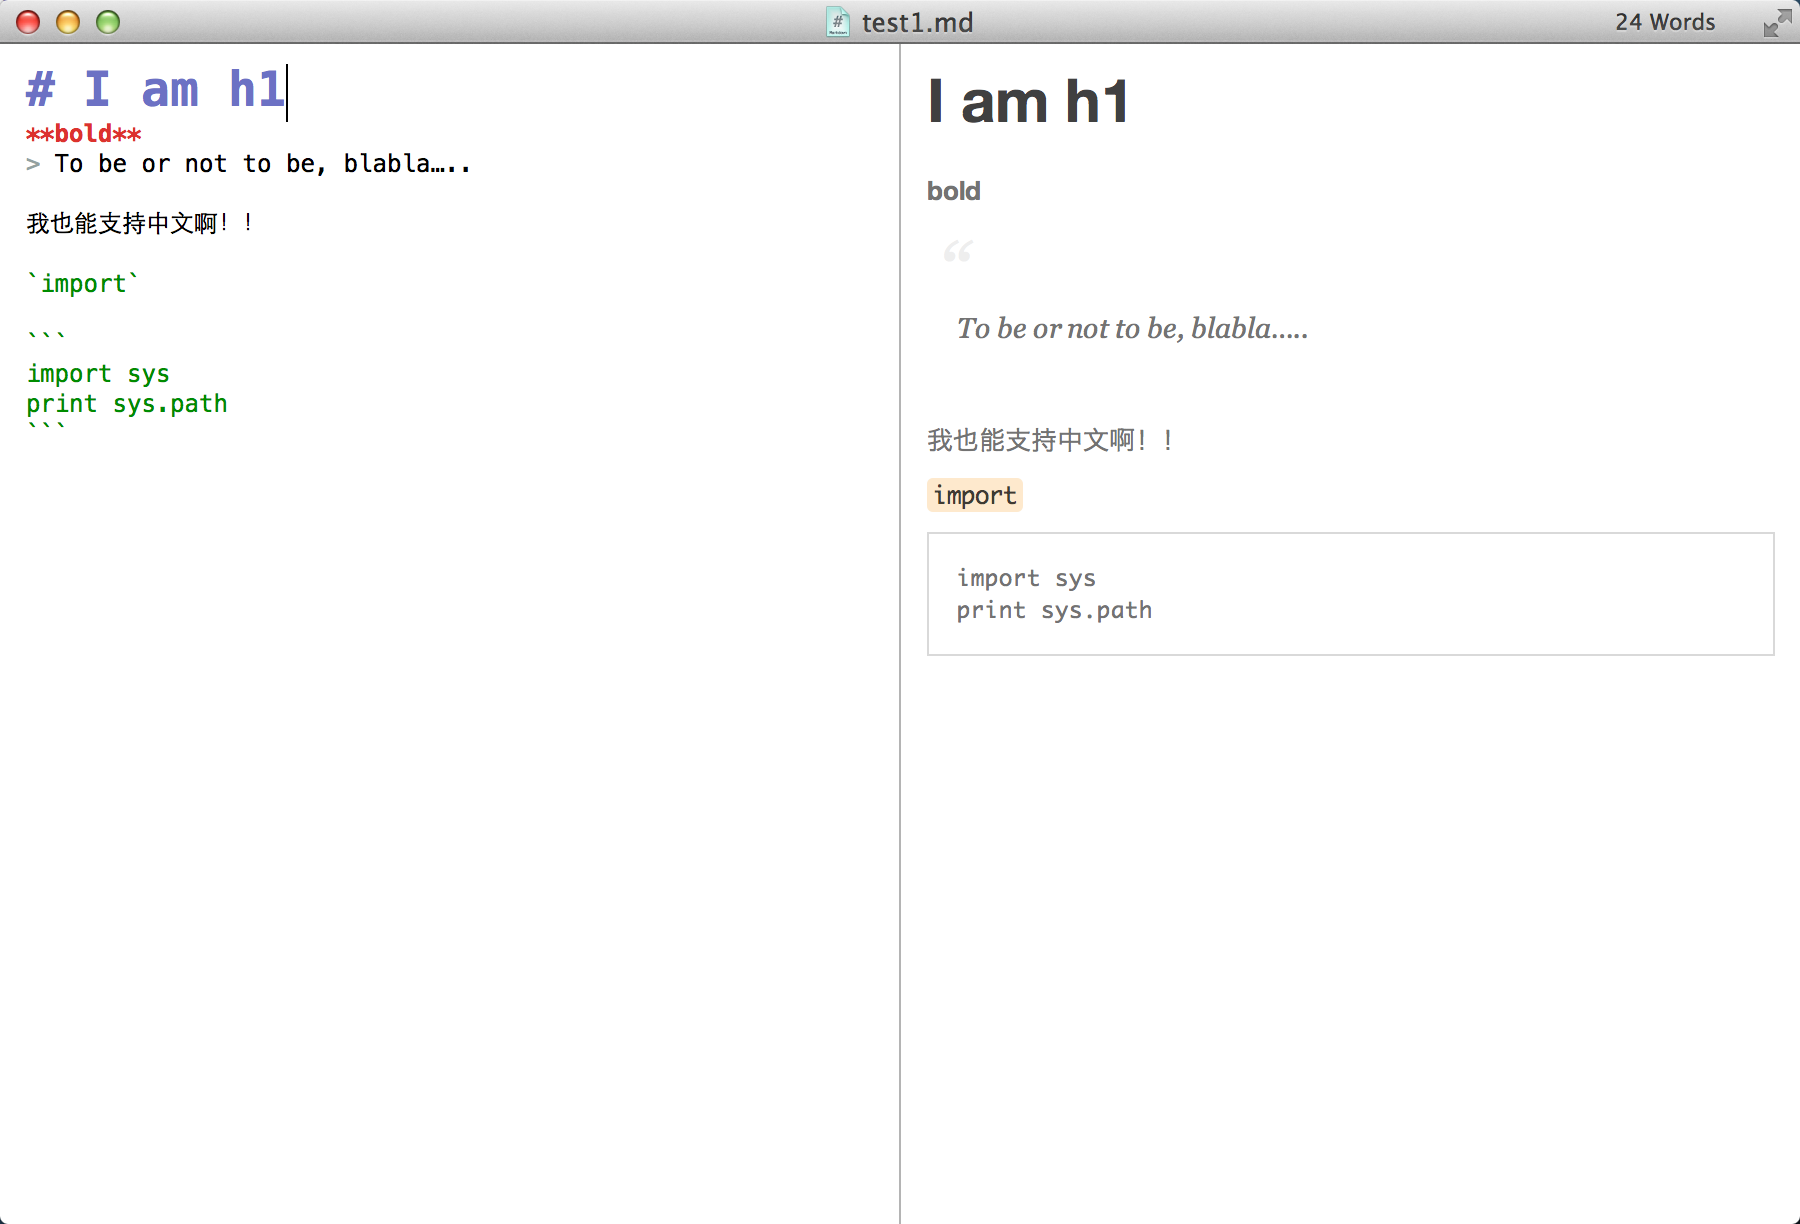 test1.md
24 Words
# I am h1
**bold**
> To be or not to be, blabla…..
我也能支持中文啊！！
`import`
```
import sys
print sys.path
```
I am h1
bold
“
To be or not to be, blabla…..
我也能支持中文啊！！
import
import sys
print sys.path